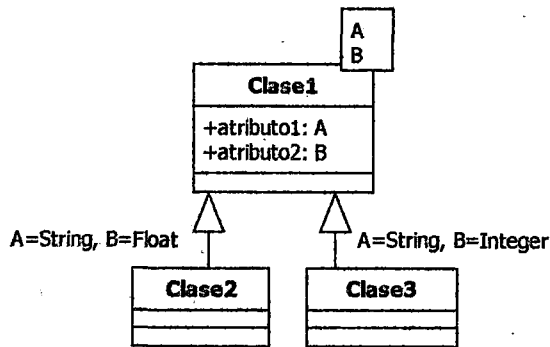 A
B
Clase1
+atributo1: A
+atributo2: B
A=String, B=Float
A=String, B=Integer
Clase2
Clase3